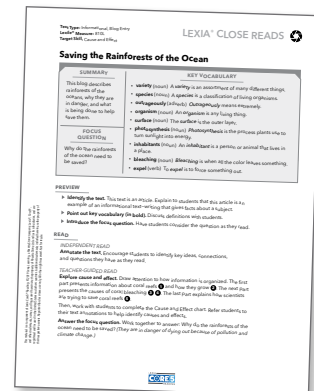 Text Type: Informational, Blog Entry
Lexile® Measure: 810L
Target Skill: Cause and Effect
LEXIA® CLOSE READS
Saving the Rainforests of the Ocean
SUMMARY
This blog describes
rainforests of the
oceans, why they are
in danger, and what
is being done to help
save them.
FOCUS
QUESTION
Why do the rainforests
of the ocean need to
be saved?
KEY VOCABULARY
• variety (noun) A variety is an assortment of many different things.
• species (noun) A species is a classification of living organisms.
• outrageously (adverb) Outrageously means extremely.
• organism (noun) An organism is any living thing.
• surface (noun) The surface is the outer layer.
• photosynthesis (noun) Photosynthesis is the process plants use to
turn sunlight into energy.
• inhabitants (noun) An inhabitant is a person or animal that lives in
a place.
• bleaching (noun) Bleaching is when all the color leaves something.
• expel (verb) To expel is to force something out.
PREVIEW
▶ Identify the text. This text is an article. Explain to students that this article is an
example of an informational text–writing that gives facts about a subject.
▶ Point out key vocabulary (in bold). Discuss definitions with students.
▶ Introduce the focus question. Have students consider the question as they read.
READ
INDEPENDENT READ
Annotate the text. Encourage students to identify key ideas, connections,
and questions they have as they read.
TEACHER-GUIDED READ
Explore cause and effect. Draw attention to how information is organized. The first
part presents information about coral reefs 1 and how they grow 2. The next part
presents the causes of coral bleaching 3 4. The last part explains how scientists
are trying to save coral reefs 5.
Then, work with students to complete the Cause and Effect chart. Refer students to
their text annotations to help identify causes and effects.
Answer the focus question. Work together to answer: Why do the rainforests of the
ocean need to be saved? (They are in danger of dying out because of pollution and
climate change.)
CORE5